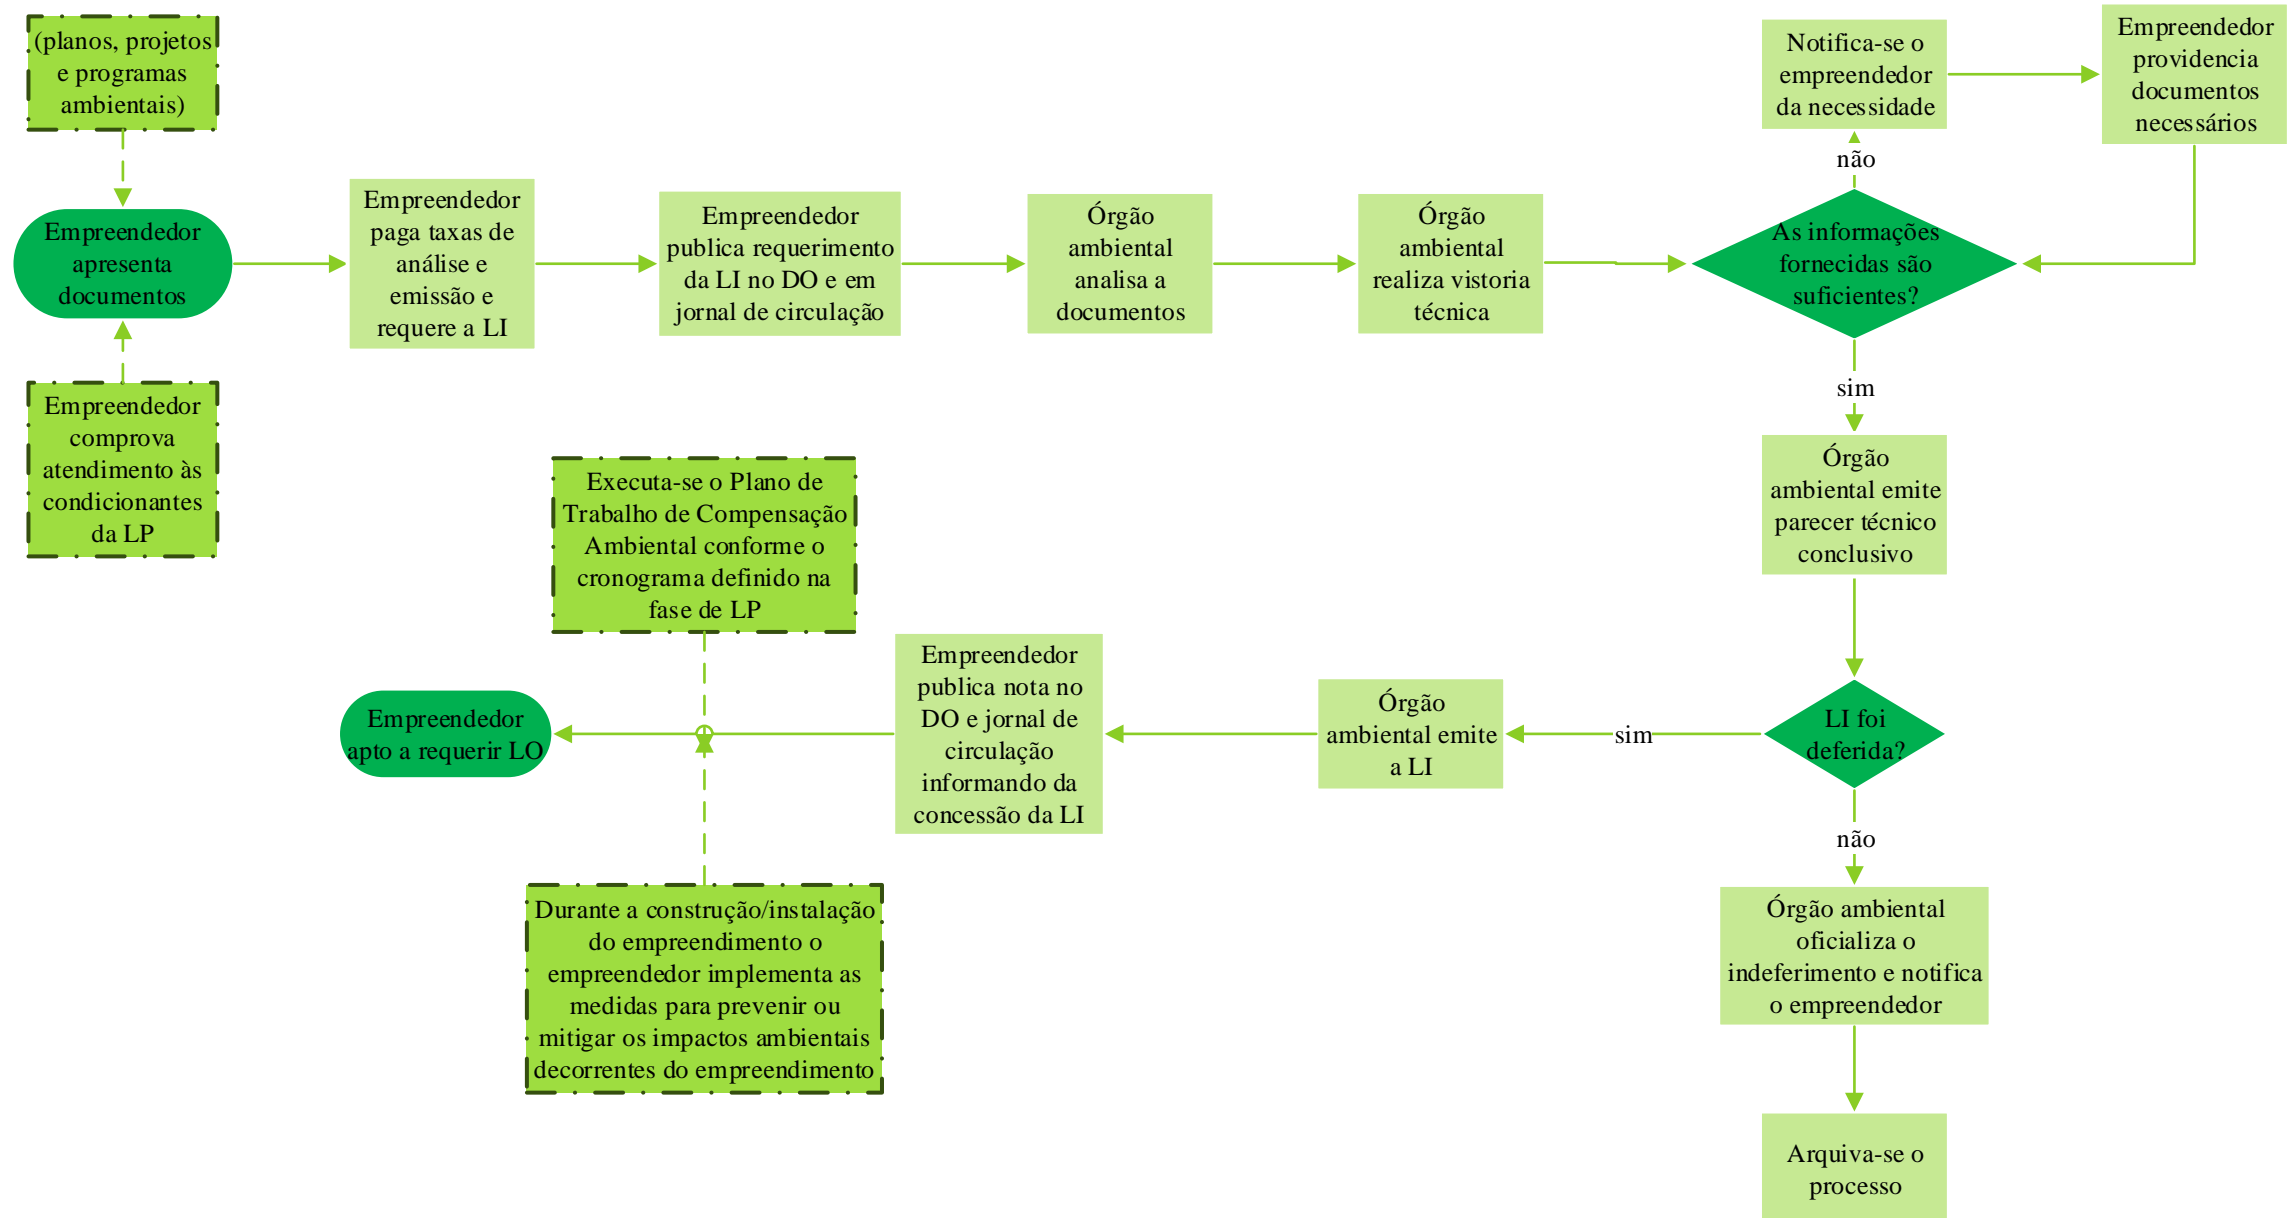 (planos, projetos
e programas
ambientais)
Empreendedor
apresenta
documentos
Empreendedor
comprova
atendimento às
condicionantes
da LP
Empreendedor
paga taxas de
análise e
emissão e
requere a LI
Empreendedor
publica requerimento
da LI no DO e em
jornal de circulação
Órgão
ambiental
analisa a
documentos
Órgão
ambiental
realiza vistoria
técnica
As informações
fornecidas são
suficientes?
não
Notifica-se o
empreendedor
da necessidade
Empreendedor
providencia
documentos
necessários
sim
Órgão
ambiental emite
parecer técnico
conclusivo
LI foi
deferida?
sim
Órgão
ambiental emite
a LI
Empreendedor
publica nota no
DO e jornal de
circulação
informando da
concessão da LI
Executa-se o Plano de
Trabalho de Compensação
Ambiental conforme o
cronograma definido na
fase de LP
Durante a construção/instalação
do empreendimento o
empreendedor implementa as
medidas para prevenir ou
mitigar os impactos ambientais
decorrentes do empreendimento
Empreendedor
apto a requerir LO
não
Órgão ambiental
oficializa o
indeferimento e notifica
o empreendedor
Arquiva-se o
processo